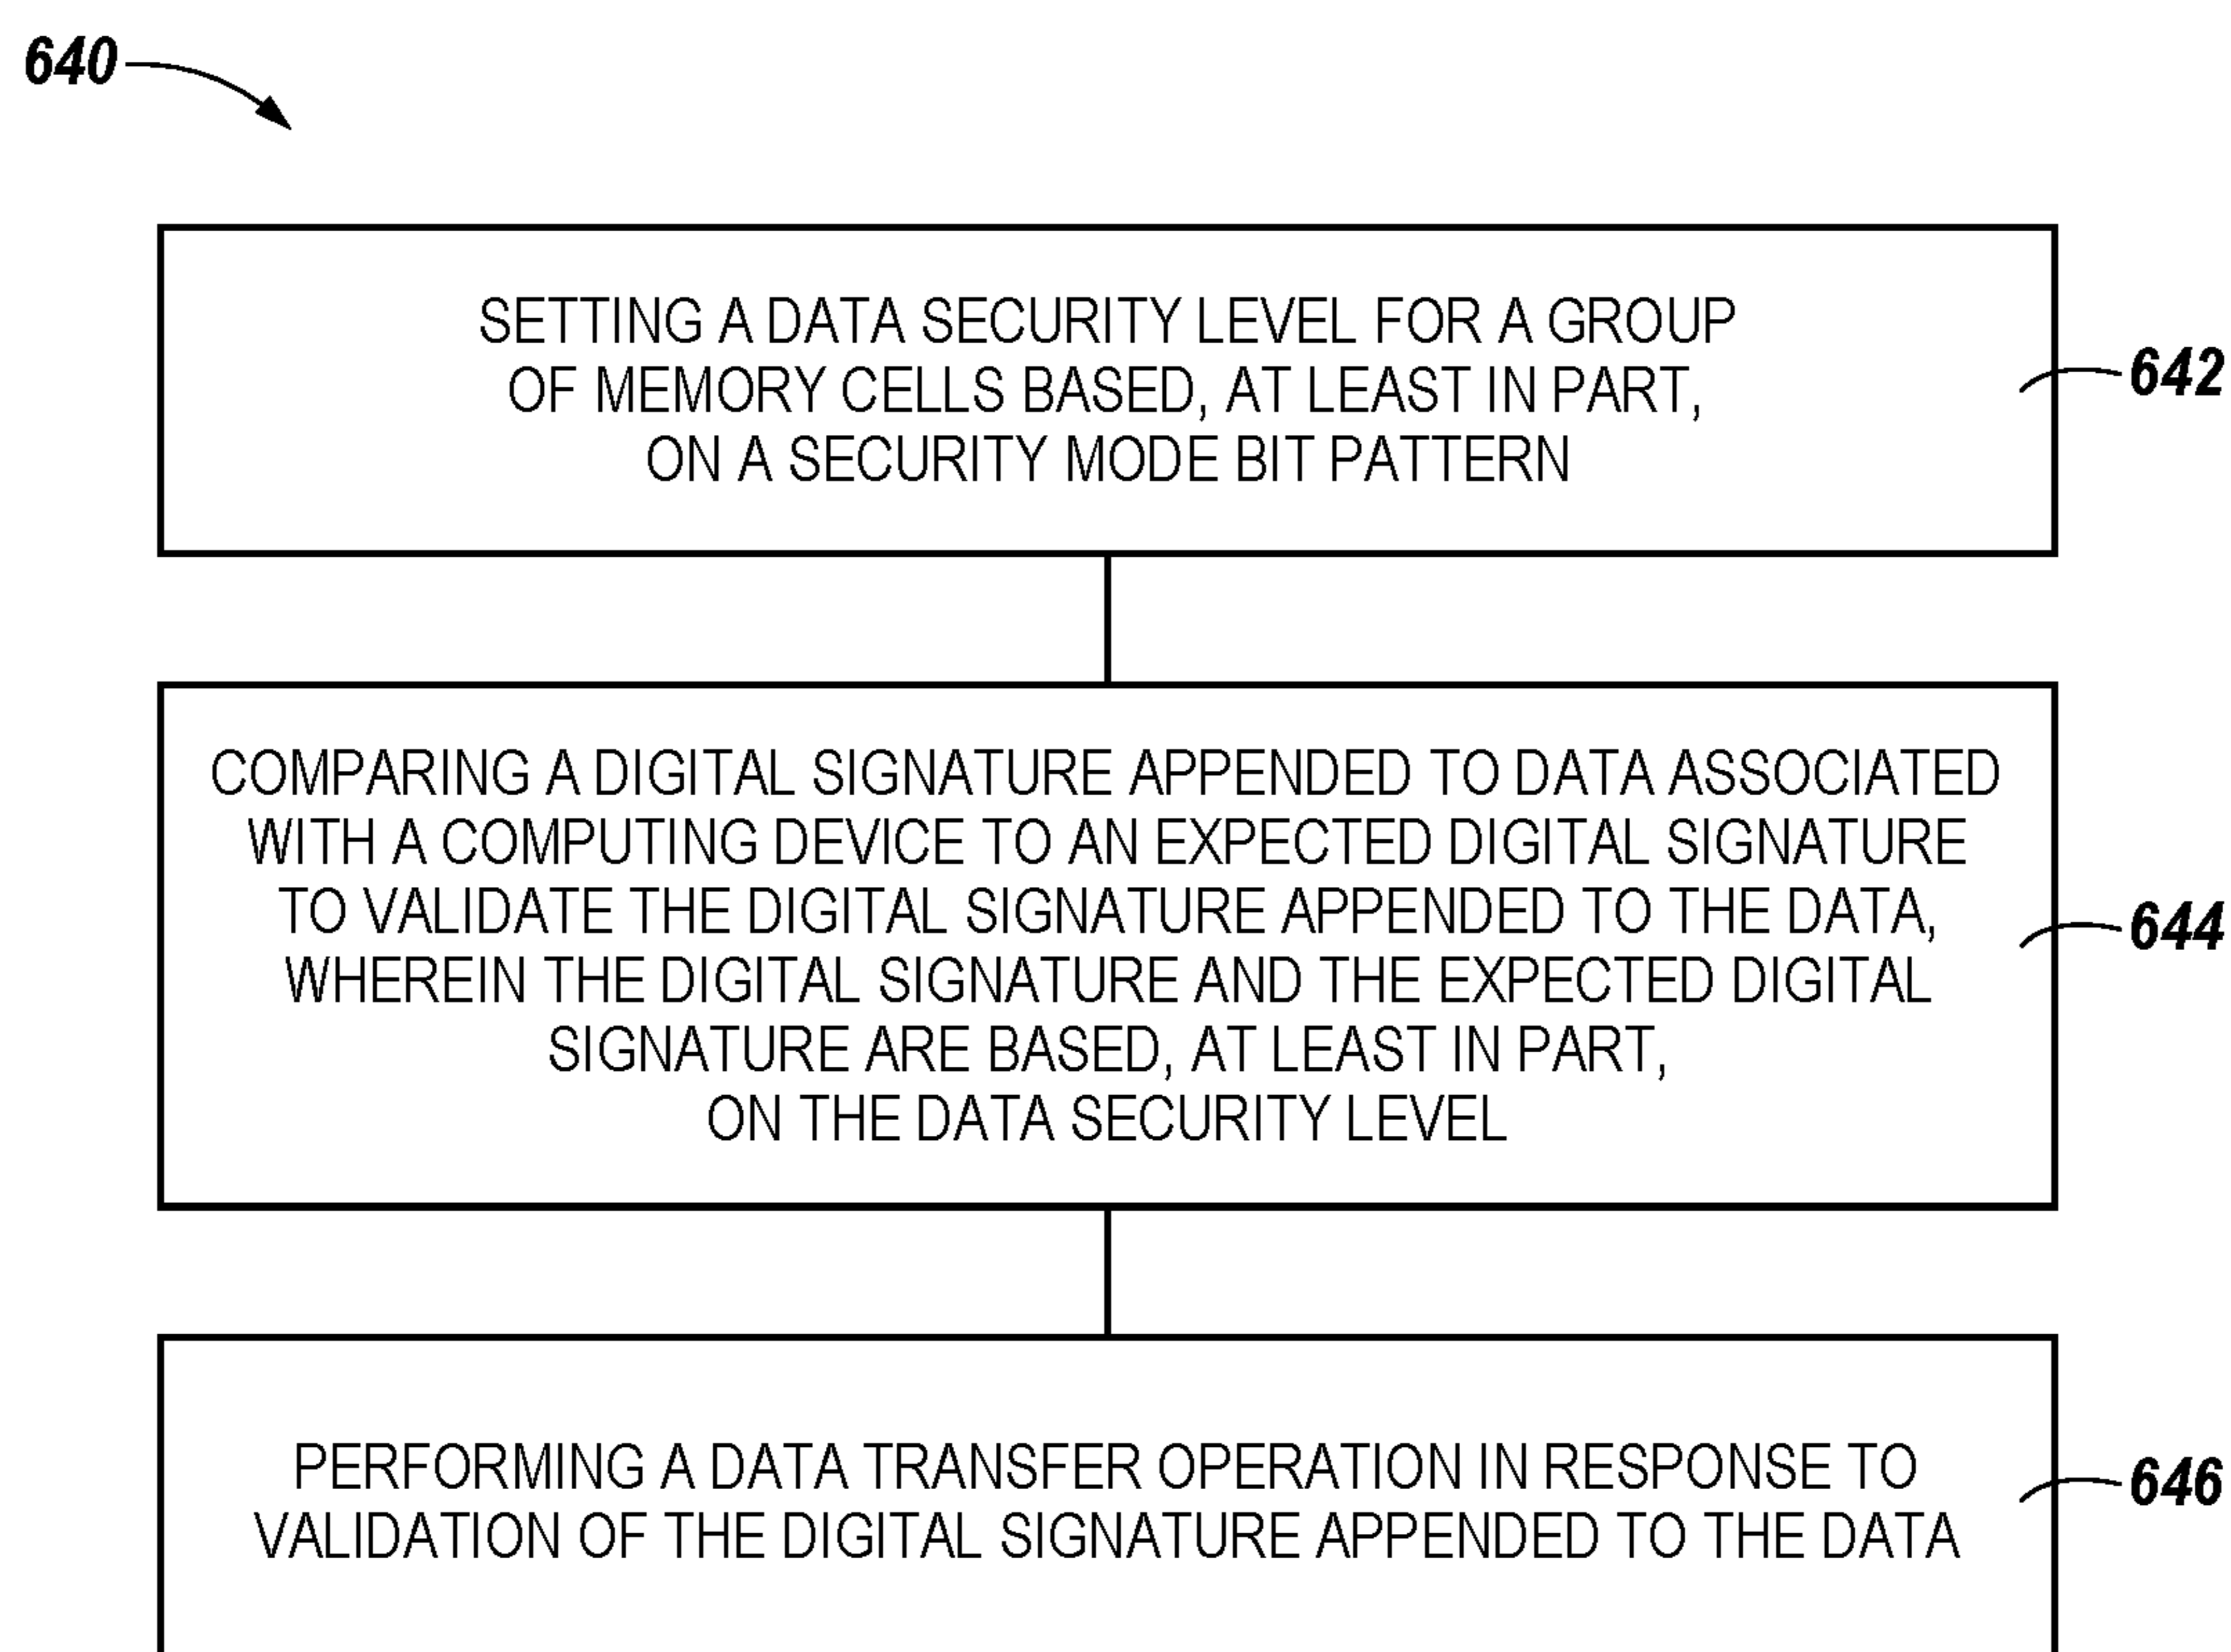 640
SETTING A DATA SECURITY LEVEL FOR A GROUP
OF MEMORY CELLS BASED, AT LEAST IN PART,
ON A SECURITY MODE BIT PATTERN
642
COMPARING A DIGITAL SIGNATURE APPENDED TO DATA ASSOCIATED
WITH A COMPUTING DEVICE TO AN EXPECTED DIGITAL SIGNATURE
TO VALIDATE THE DIGITAL SIGNATURE APPENDED TO THE DATA,
WHEREIN THE DIGITAL SIGNATURE AND THE EXPECTED DIGITAL
SIGNATURE ARE BASED, AT LEAST IN PART,
ON THE DATA SECURITY LEVEL
644
PERFORMING A DATA TRANSFER OPERATION IN RESPONSE TO
VALIDATION OF THE DIGITAL SIGNATURE APPENDED TO THE DATA
646